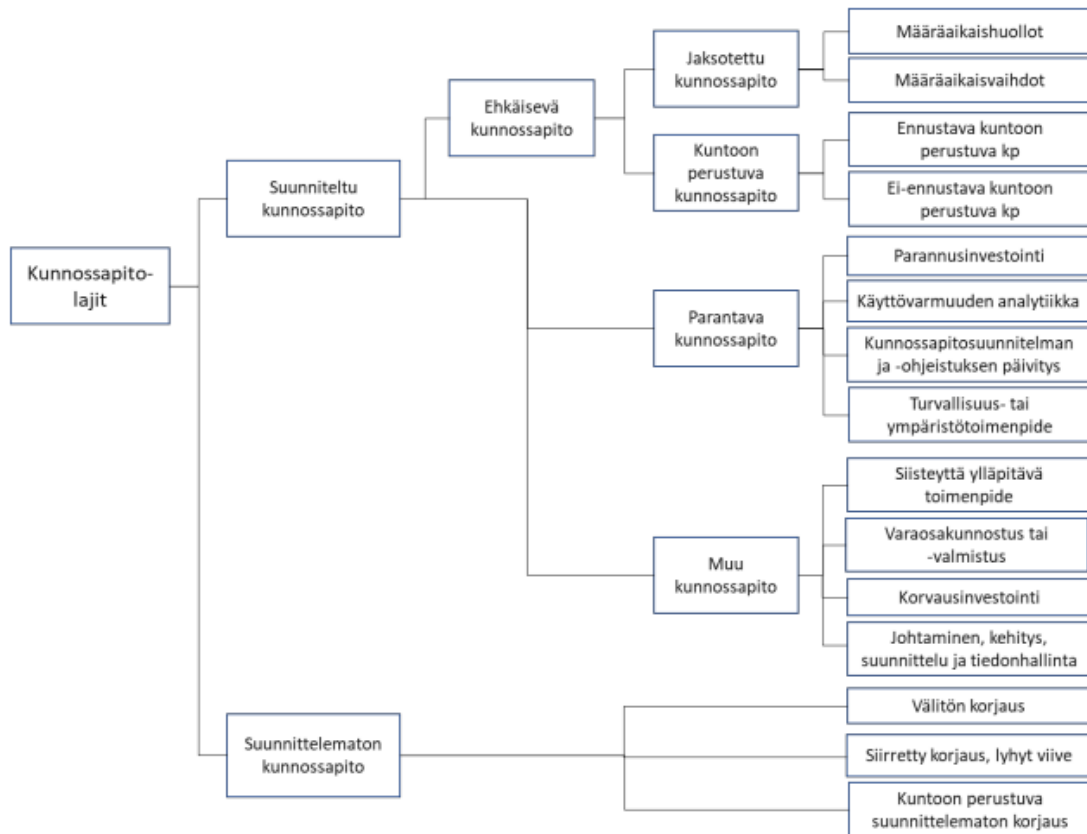 Kunnossapito-
lajit
Suunniteltu
kunnossapito
Ehkäisevä
kunnossapito
Jaksotettu
kunnossapito
Määräaikaishuollot
Määräaikaisvaihdot
Kuntoon
perustuva
kunnossapito
Ennustava kuntoon
perustuva kp
Ei-ennustava kuntoon
perustuva kp
Parantava
kunnossapito
Parannusinvestointi
Käyttövarmuuden analytiikka
Kunnossapitosuunnitelman
ja -ohjeistuksen päivitys
Turvallisuus- tai
ympäristötoimenpide
Muu
kunnossapito
Siisteyttä ylläpitävä
toimenpide
Varaosakunnostus tai
-valmistus
Korvausinvestointi
Johtaminen, kehitys,
suunnittelu ja tiedonhallinta
Suunnittelematon
kunnossapito
Välitön korjaus
Siirretty korjaus, lyhyt viive
Kuntoon perustuva
suunnittelematon korjaus